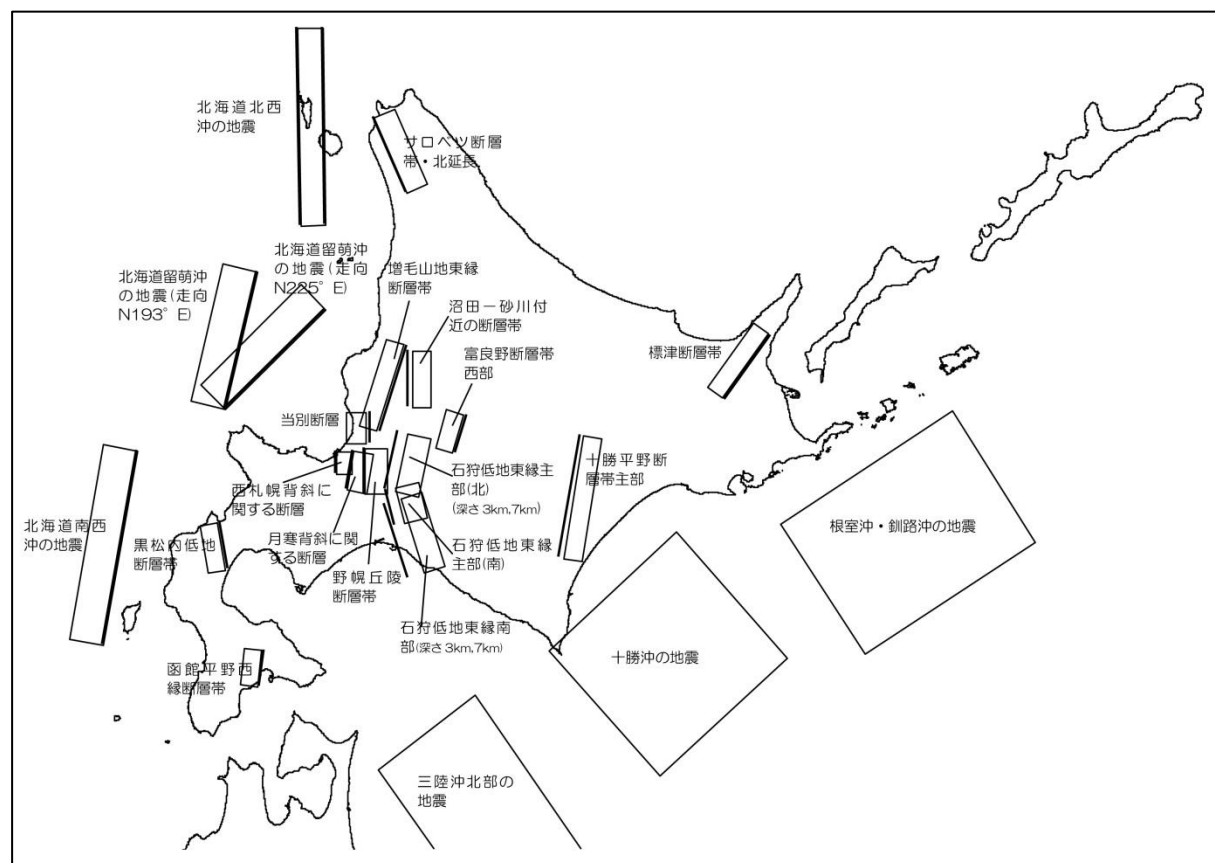 北海道北西
沖の地震
サロベツ断層
帯・北延長
北海道留萌沖
の地震(走向
N225°E)
北海道留萌沖
の地震(走向
N193°E)
増毛山地東縁
断層帯
沼田ー砂川付
近の断層帯
富良野断層帯
西部
標津断層帯
当別断層
石狩低地東縁主
部(北)
(深さ3km,7km)
十勝平野断
層帯主部
西札幌背斜に
関する断層
北海道南西
沖の地震
黒松内低地
断層帯
月寒背斜に関
する断層
石狩低地東縁
主部(南)
根室沖・釧路沖の地震
野幌丘陵
断層帯
石狩低地東縁南
部(深さ3km,7km)
十勝沖の地震
函館平野西
縁断層帯
三陸沖北部の
地震